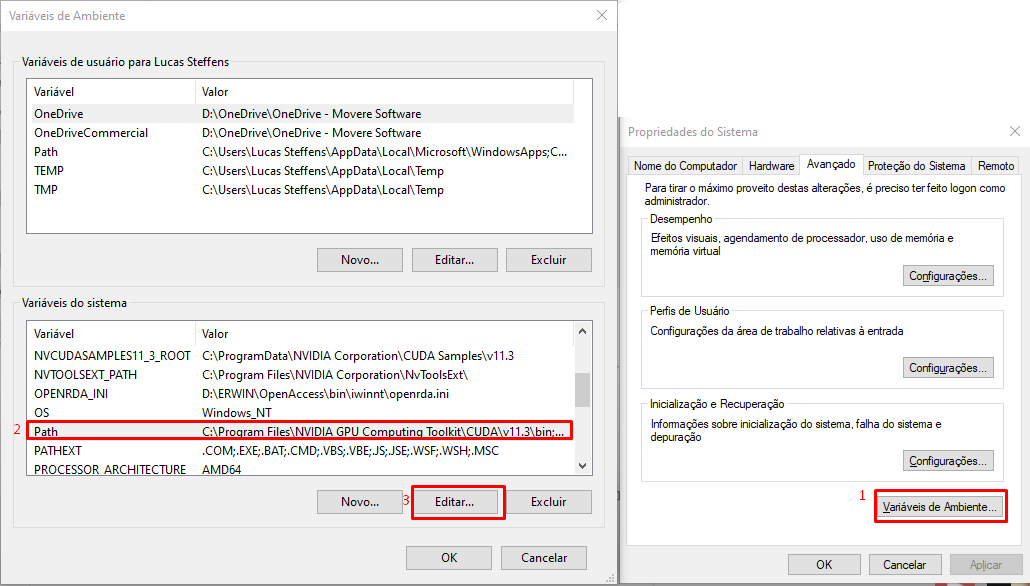 Variáveis de Ambiente
Variáveis de usuário para Lucas Steffens
Variável Valor
OneDrive D:\OneDrive\OneDrive - Movere Software
OneDriveCommercial D:\OneDrive\OneDrive - Movere Software
Path C:\Users\Lucas Steffens\AppData\Local\Microsoft\WindowsApps;C...
TEMP C:\Users\Lucas Steffens\AppData\Local\Temp
TMP C:\Users\Lucas Steffens\AppData\Local\Temp
Novo... Editar... Excluir
Variáveis do sistema
Variável Valor
NVCUDASAMPLES11_3_ROOT C:\ProgramData\NVIDIA Corporation\CUDA Samples\v11.3
NVTOOLSEXT_PATH C:\Program Files\NVIDIA Corporation\NvToolsExt\
OPENRDA_INI D:\ERWIN\OpenAccess\bin\iwinnt\openrda.ini
OS Windows_NT
2 Path C:\Program Files\NVIDIA GPU Computing Toolkit\CUDA\v11.3\bin;...
PATHEXT .COM;.EXE;.BAT;.CMD;.VBS;.VBE;.JS;.JSE;.WSF;.WSH;.MSC
PROCESSOR_ARCHITECTURE AMD64
Novo... 3 Editar... Excluir
OK Cancelar
Propriedades do Sistema
Nome do Computador Hardware Avançado Proteção do Sistema Remoto
Para tirar o máximo proveito destas alterações, é preciso ter feito logon como
administrador.
Desempenho
Efeitos visuais, agendamento de processador, uso de memória e
memória virtual
Configurações...
Perfis de Usuário
Configurações da área de trabalho relativas à entrada
Configurações...
Inicialização e Recuperação
Informações sobre inicialização do sistema, falha do sistema e
depuração
Configurações...
1 Variáveis de Ambiente...
OK Cancelar Aplicar